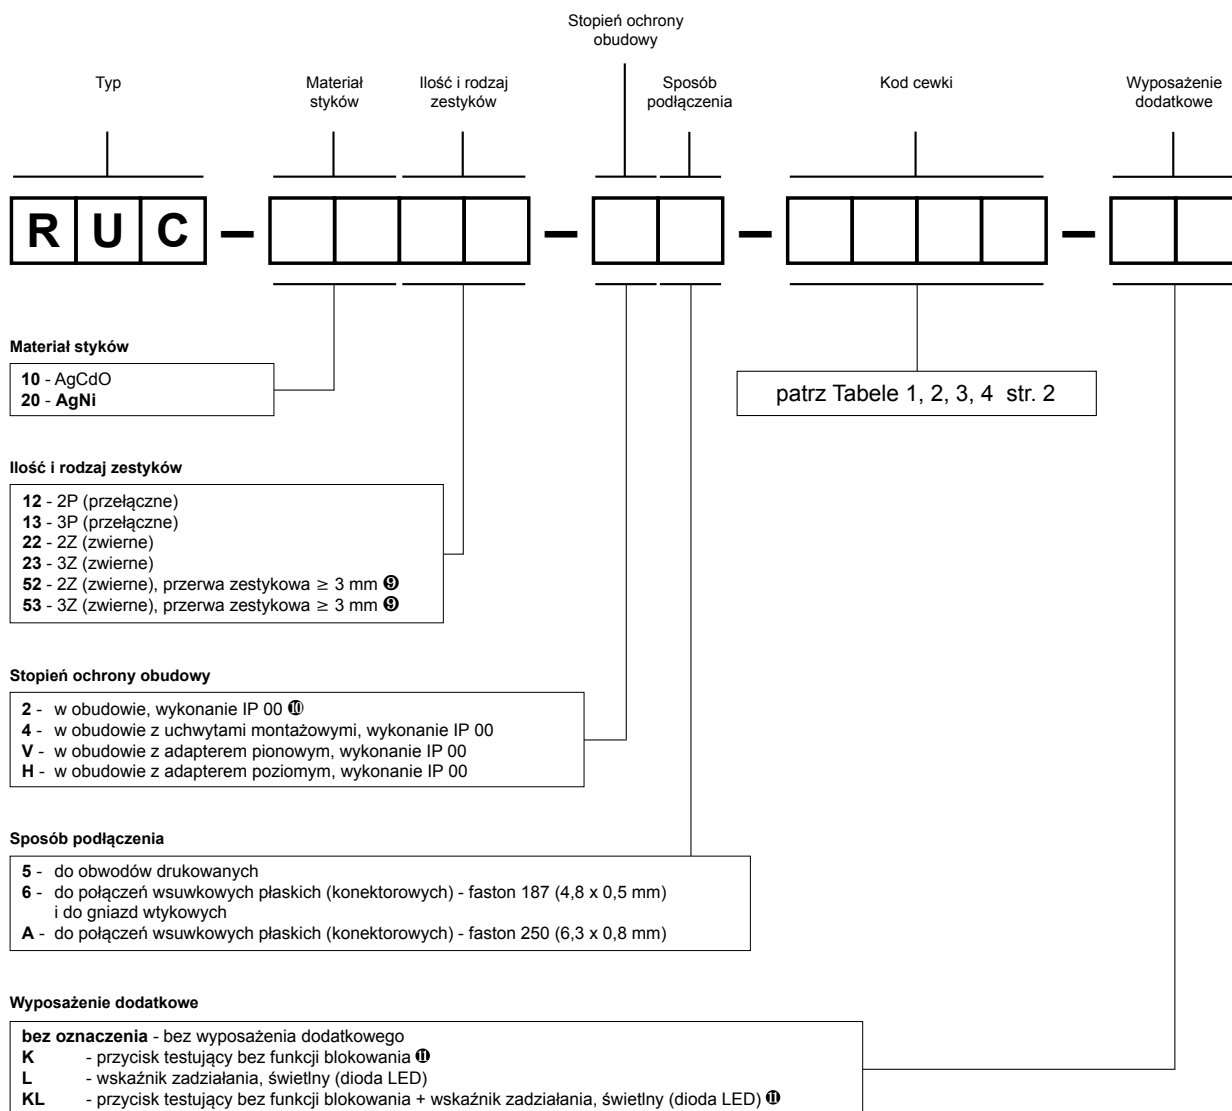 Stopień ochrony
obudowy
Typ
Materiał
styków
Ilość i rodzaj
zestyków
Sposób
podłączenia
Kod cewki
Wyposażenie
dodatkowe
R U C – – – –
Materiał styków
10 - AgCdO
20 - AgNi
patrz Tabele 1, 2, 3, 4 str. 2
Ilość i rodzaj zestyków
12 - 2P (przełączne)
13 - 3P (przełączne)
22 - 2Z (zwierne)
23 - 3Z (zwierne)
52 - 2Z (zwierne), przerwa zestykowa ≥ 3 mm ❾
53 - 3Z (zwierne), przerwa zestykowa ≥ 3 mm ❾
Stopień ochrony obudowy
2 - w obudowie, wykonanie IP 00 ❿
4 - w obudowie z uchwytami montażowymi, wykonanie IP 00
V - w obudowie z adapterem pionowym, wykonanie IP 00
H - w obudowie z adapterem poziomym, wykonanie IP 00
Sposób podłączenia
5 - do obwodów drukowanych
6 - do połączeń wsuwkowych płaskich (konektorowych) - faston 187 (4,8 x 0,5 mm)
i do gniazd wtykowych
A - do połączeń wsuwkowych płaskich (konektorowych) - faston 250 (6,3 x 0,8 mm)
Wyposażenie dodatkowe
bez oznaczenia - bez wyposażenia dodatkowego
K - przycisk testujący bez funkcji blokowania ⓫
L - wskaźnik zadziałania, świetlny (dioda LED)
KL - przycisk testujący bez funkcji blokowania + wskaźnik zadziałania, świetlny (dioda LED) ⓫